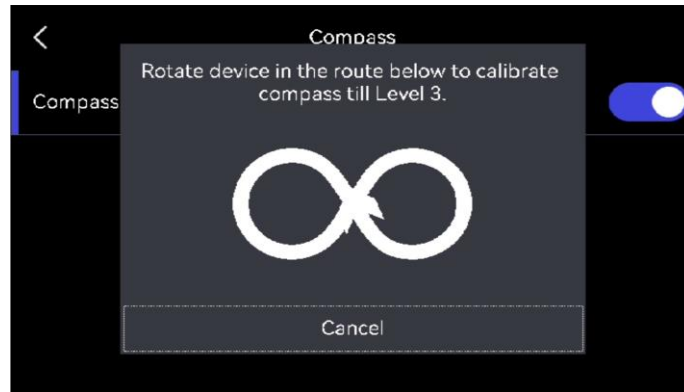 Compass
Rotate device in the route below to calibrate
compass till Level 3.
Compass
Cancel